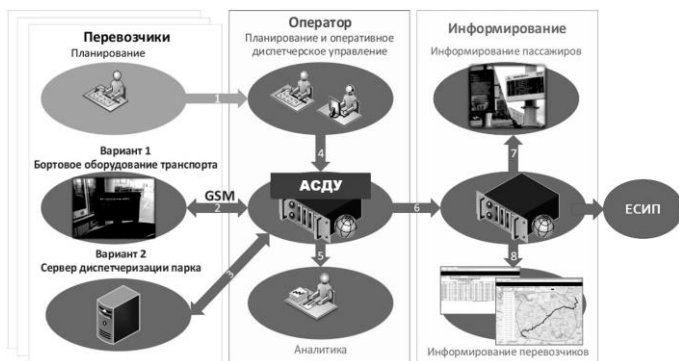 Перевозчики
Планирование
1
Вариант 1
Бортовое оборудование транспорта
GSM
2
Вариант 2
Сервер диспетчеризации парка
3
Оператор
Планирование и оперативное
диспетчерское управление
4
АСДУ
5
Аналитика
6
Информирование
Информирование пассажиров
7
ЕСИП
8
Информирование перевозчиков